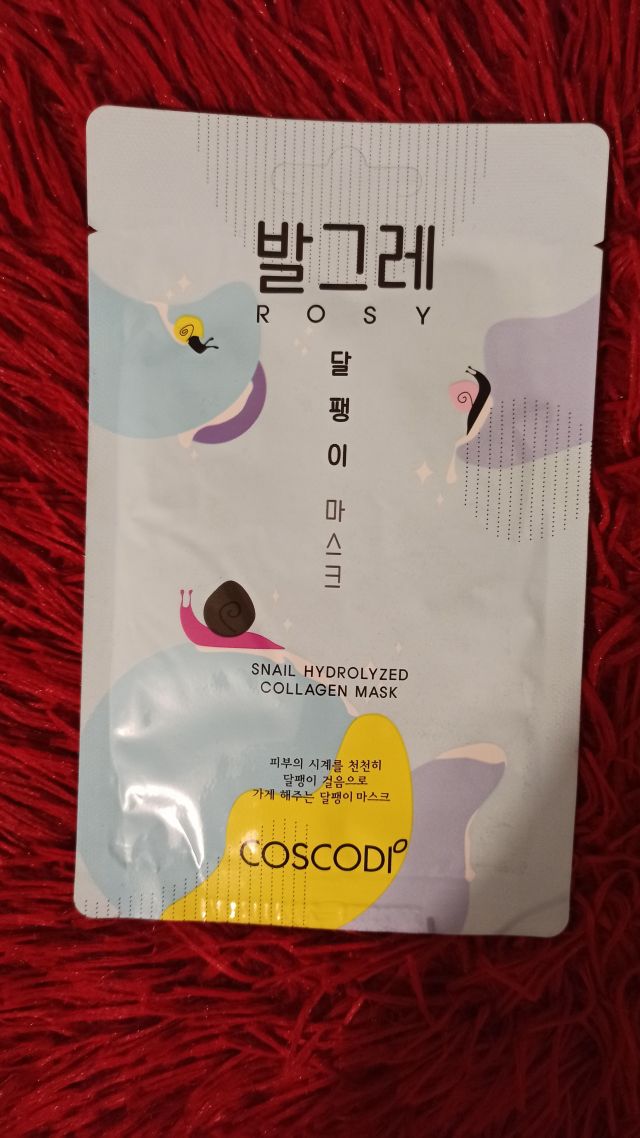 발그레
ROSY
달팽이 마스크
SNAIL HYDROLYZED
COLLAGEN MASK
피부의 시계를 천천히
달팽이 걸음으로
가게 해주는 달팽이 마스크
COSCODI